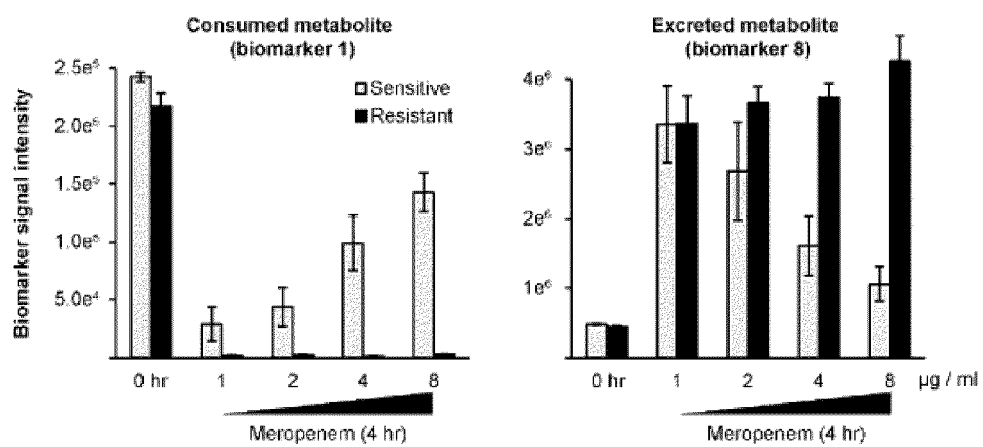 Consumed metabolite
(biomarker 1)
Excreted metabolite
(biomarker 8)
Biomarker signal intensity
2.5e⁵
2.0e⁵
1.5e⁵
1.0e⁵
5.0e⁴
Sensitive
Resistant
0 hr 1 2 4 8
Meropenem (4 hr)
4e⁶
3e⁶
2e⁶
1e⁶
0 hr 1 2 4 8 µg / ml
Meropenem (4 hr)